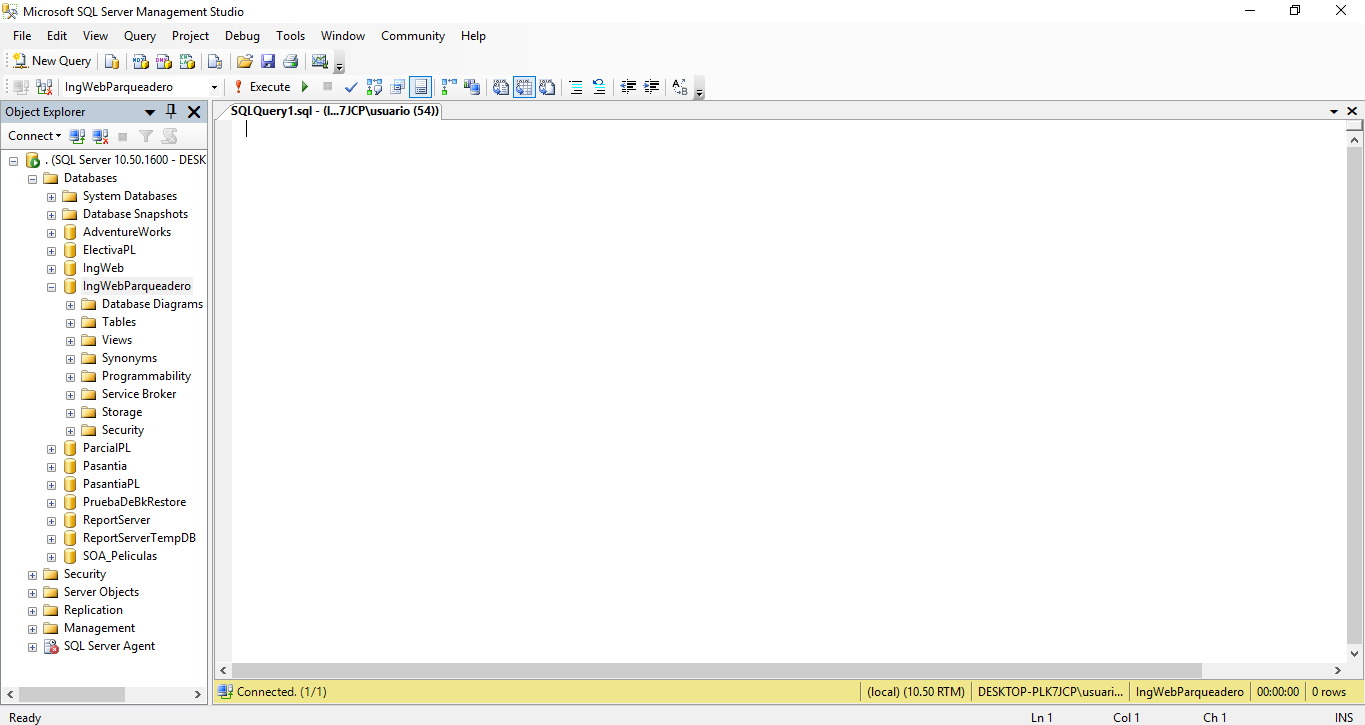 Microsoft SQL Server Management Studio
File Edit View Query Project Debug Tools Window Community Help
New Query
IngWebParqueadero Execute
Object Explorer
SQLQuery1.sql - (l...7JCP\usuario (54))
Connect
. (SQL Server 10.50.1600 - DESK
Databases
System Databases
Database Snapshots
AdventureWorks
ElectivaPL
IngWeb
IngWebParqueadero
Database Diagrams
Tables
Views
Synonyms
Programmability
Service Broker
Storage
Security
ParcialPL
Pasantia
PasantiaPL
PruebaDeBkRestore
ReportServer
ReportServerTempDB
SOA_Peliculas
Security
Server Objects
Replication
Management
SQL Server Agent
Connected. (1/1) (local) (10.50 RTM) DESKTOP-PLK7JCP\usuari... IngWebParqueadero 00:00:00 0 rows
Ready Ln 1 Col 1 Ch 1 INS